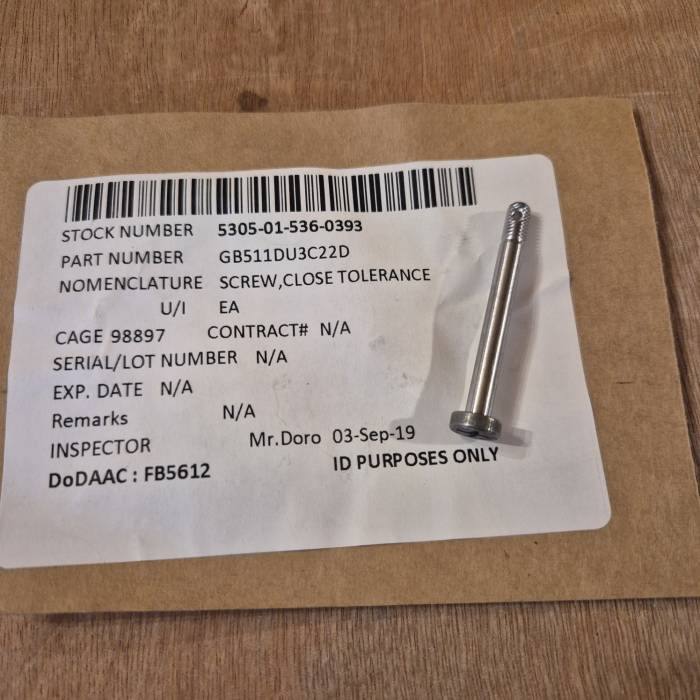 STOCK NUMBER 5305-01-536-0393
PART NUMBER GB511DU3C22D
NOMENCLATURE SCREW,CLOSE TOLERANCE
U/I EA
CAGE 98897 CONTRACT# N/A
SERIAL/LOT NUMBER N/A
EXP. DATE N/A
Remarks N/A
INSPECTOR Mr.Doro 03-Sep-19
DoDAAC : FB5612 ID PURPOSES ONLY